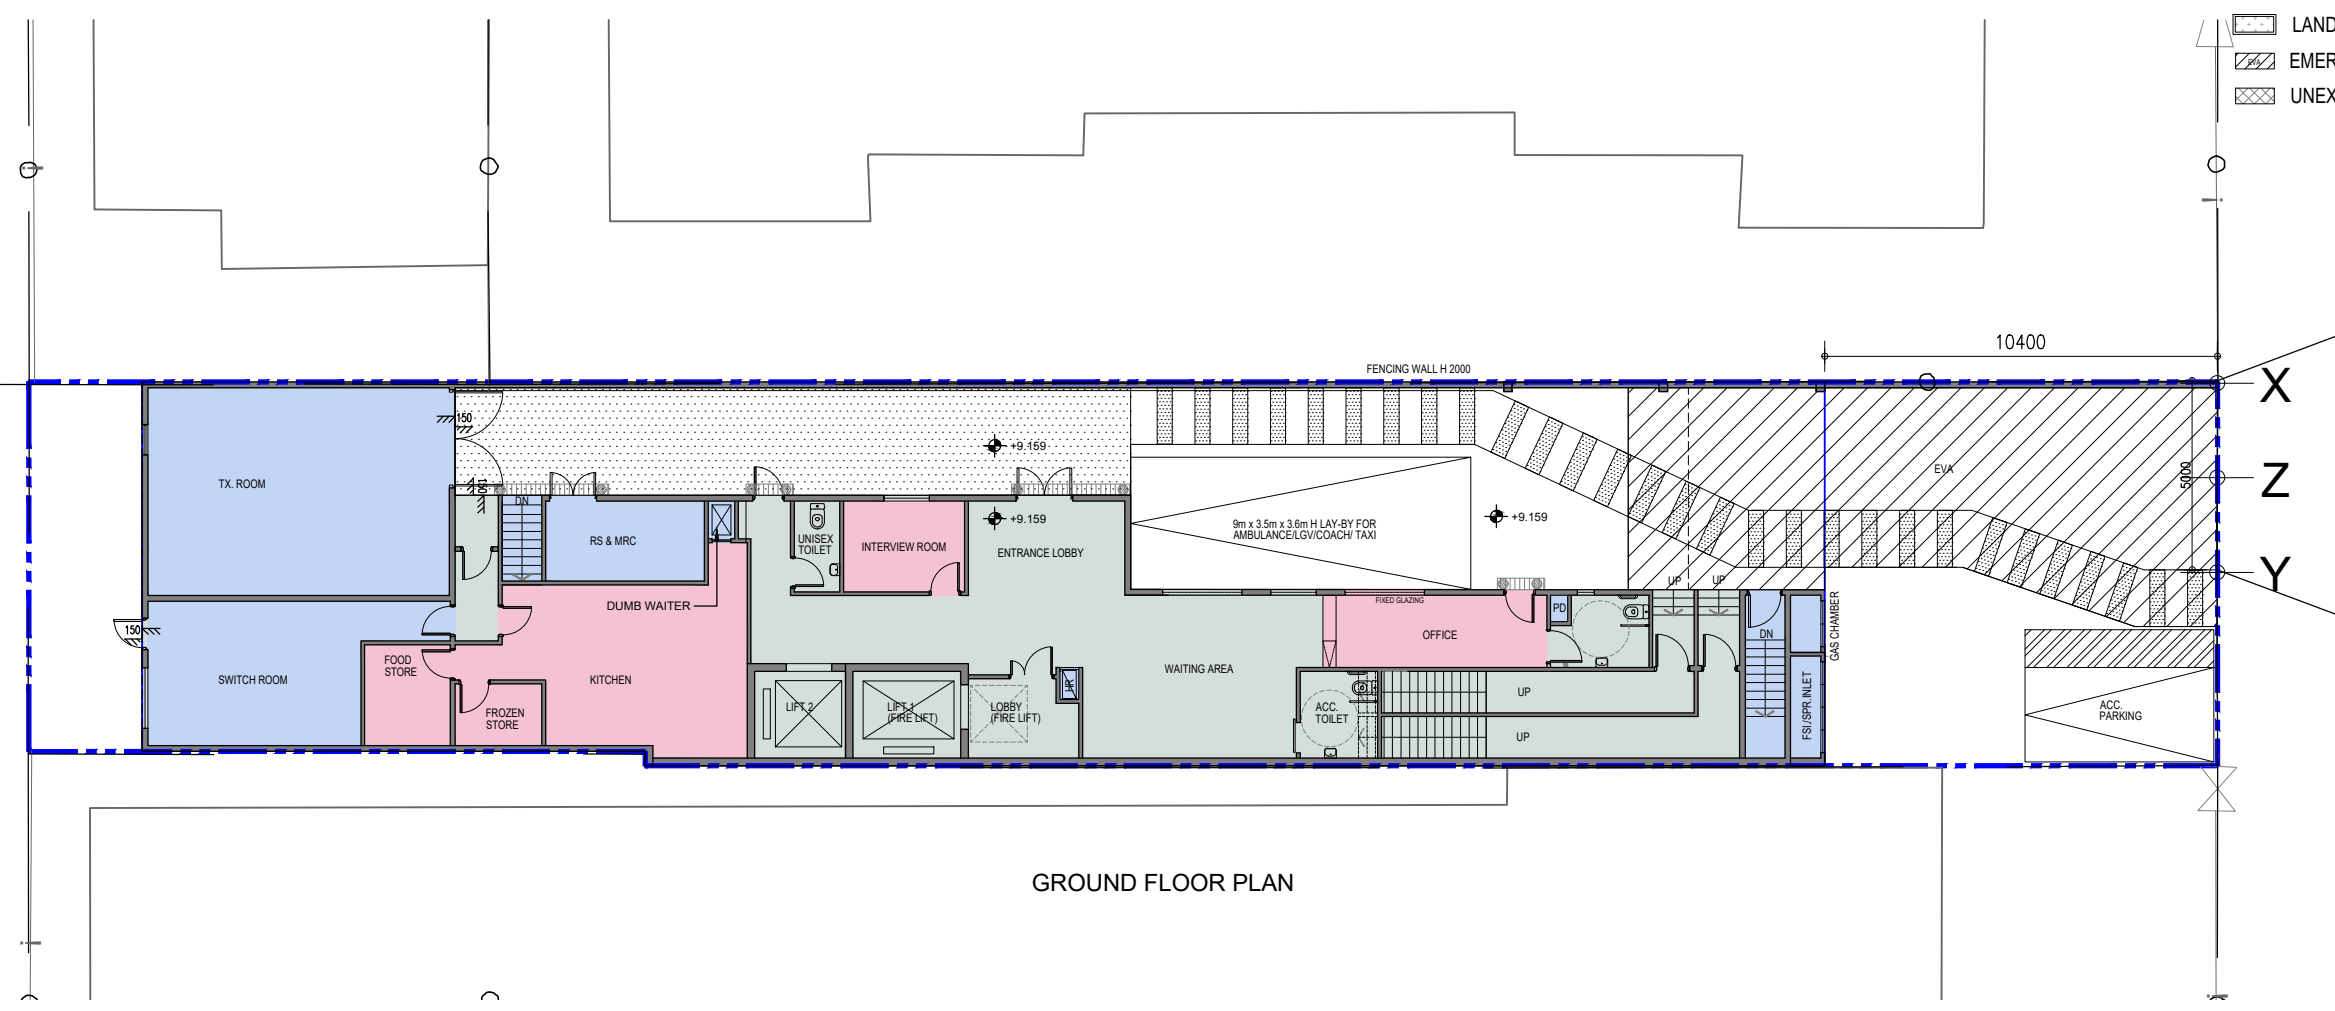 LAND
EVA EMER
UNEX
10400
FENCING WALL H 2000
X
Z
Y
5000
EVA
150
150
150
+9.159
+9.159
+9.159
TX. ROOM
DN
RS & MRC
UNISEX
TOILET
INTERVIEW ROOM
ENTRANCE LOBBY
9m x 3.5m x 3.6m H LAY-BY FOR
AMBULANCE/LGV/COACH/ TAXI
DUMB WAITER
FIXED GLAZING
PD
UP
UP
OFFICE
DN
GAS CHAMBER
FOOD
STORE
SWITCH ROOM
KITCHEN
FROZEN
STORE
LIFT 2
LIFT 1
(FIRE LIFT)
LOBBY
(FIRE LIFT)
HR
WAITING AREA
ACC.
TOILET
UP
UP
FSI./SPR.INLET
ACC.
PARKING
GROUND FLOOR PLAN